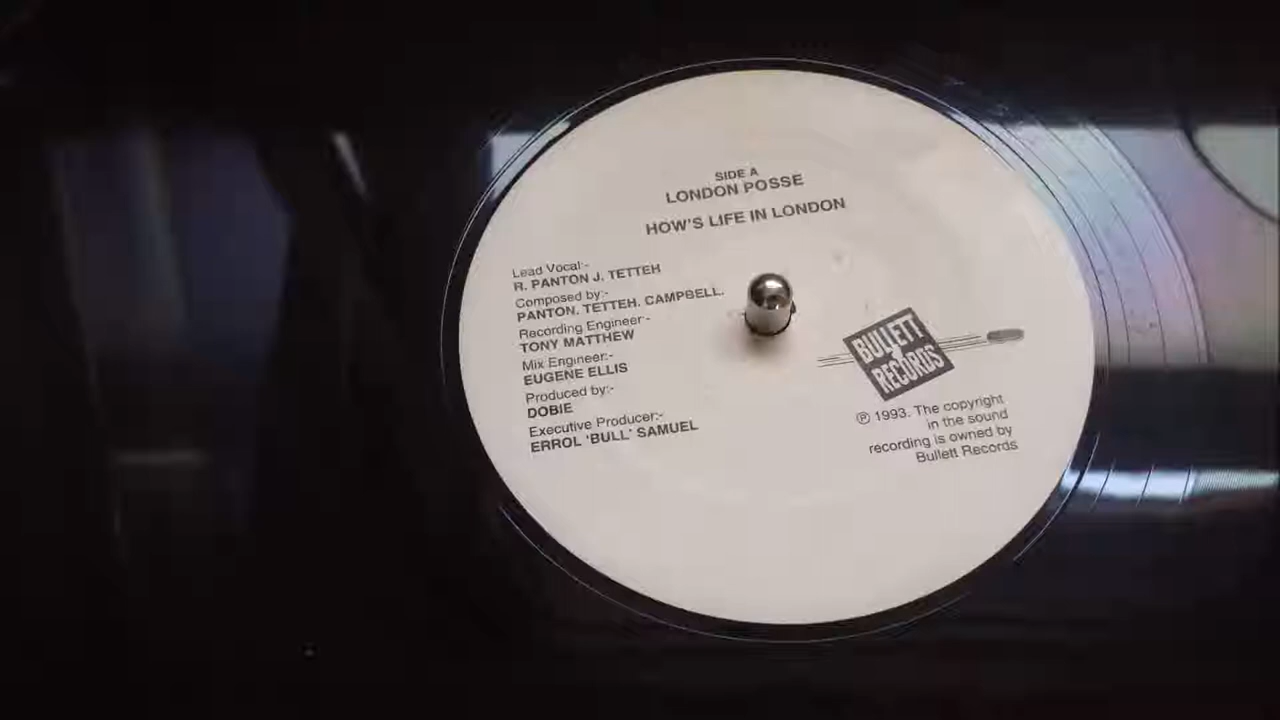 SIDE A
LONDON POSSE
HOW'S LIFE IN LONDON
Lead Vocal:-
R. PANTON J. TETTEH
Composed by:-
PANTON. TETTEH. CAMPBELL.
Recording Engineer:-
TONY MATTHEW
Mix Engineer:-
EUGENE ELLIS
Produced by:-
DOBIE
Executive Producer:-
ERROL 'BULL' SAMUEL
BULLETT
RECORDS
℗ 1993. The copyright
in the sound
recording is owned by
Bullett Records